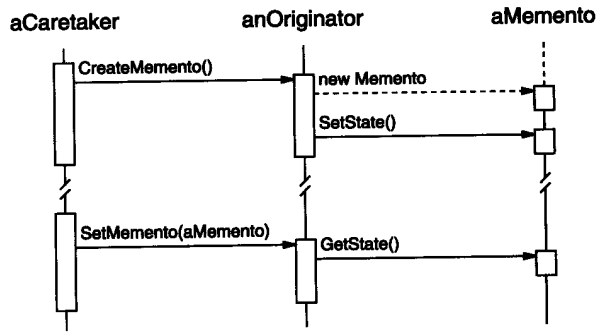 aCaretaker anOriginator aMemento
CreateMemento()
new Memento
SetState()
SetMemento(aMemento)
GetState()